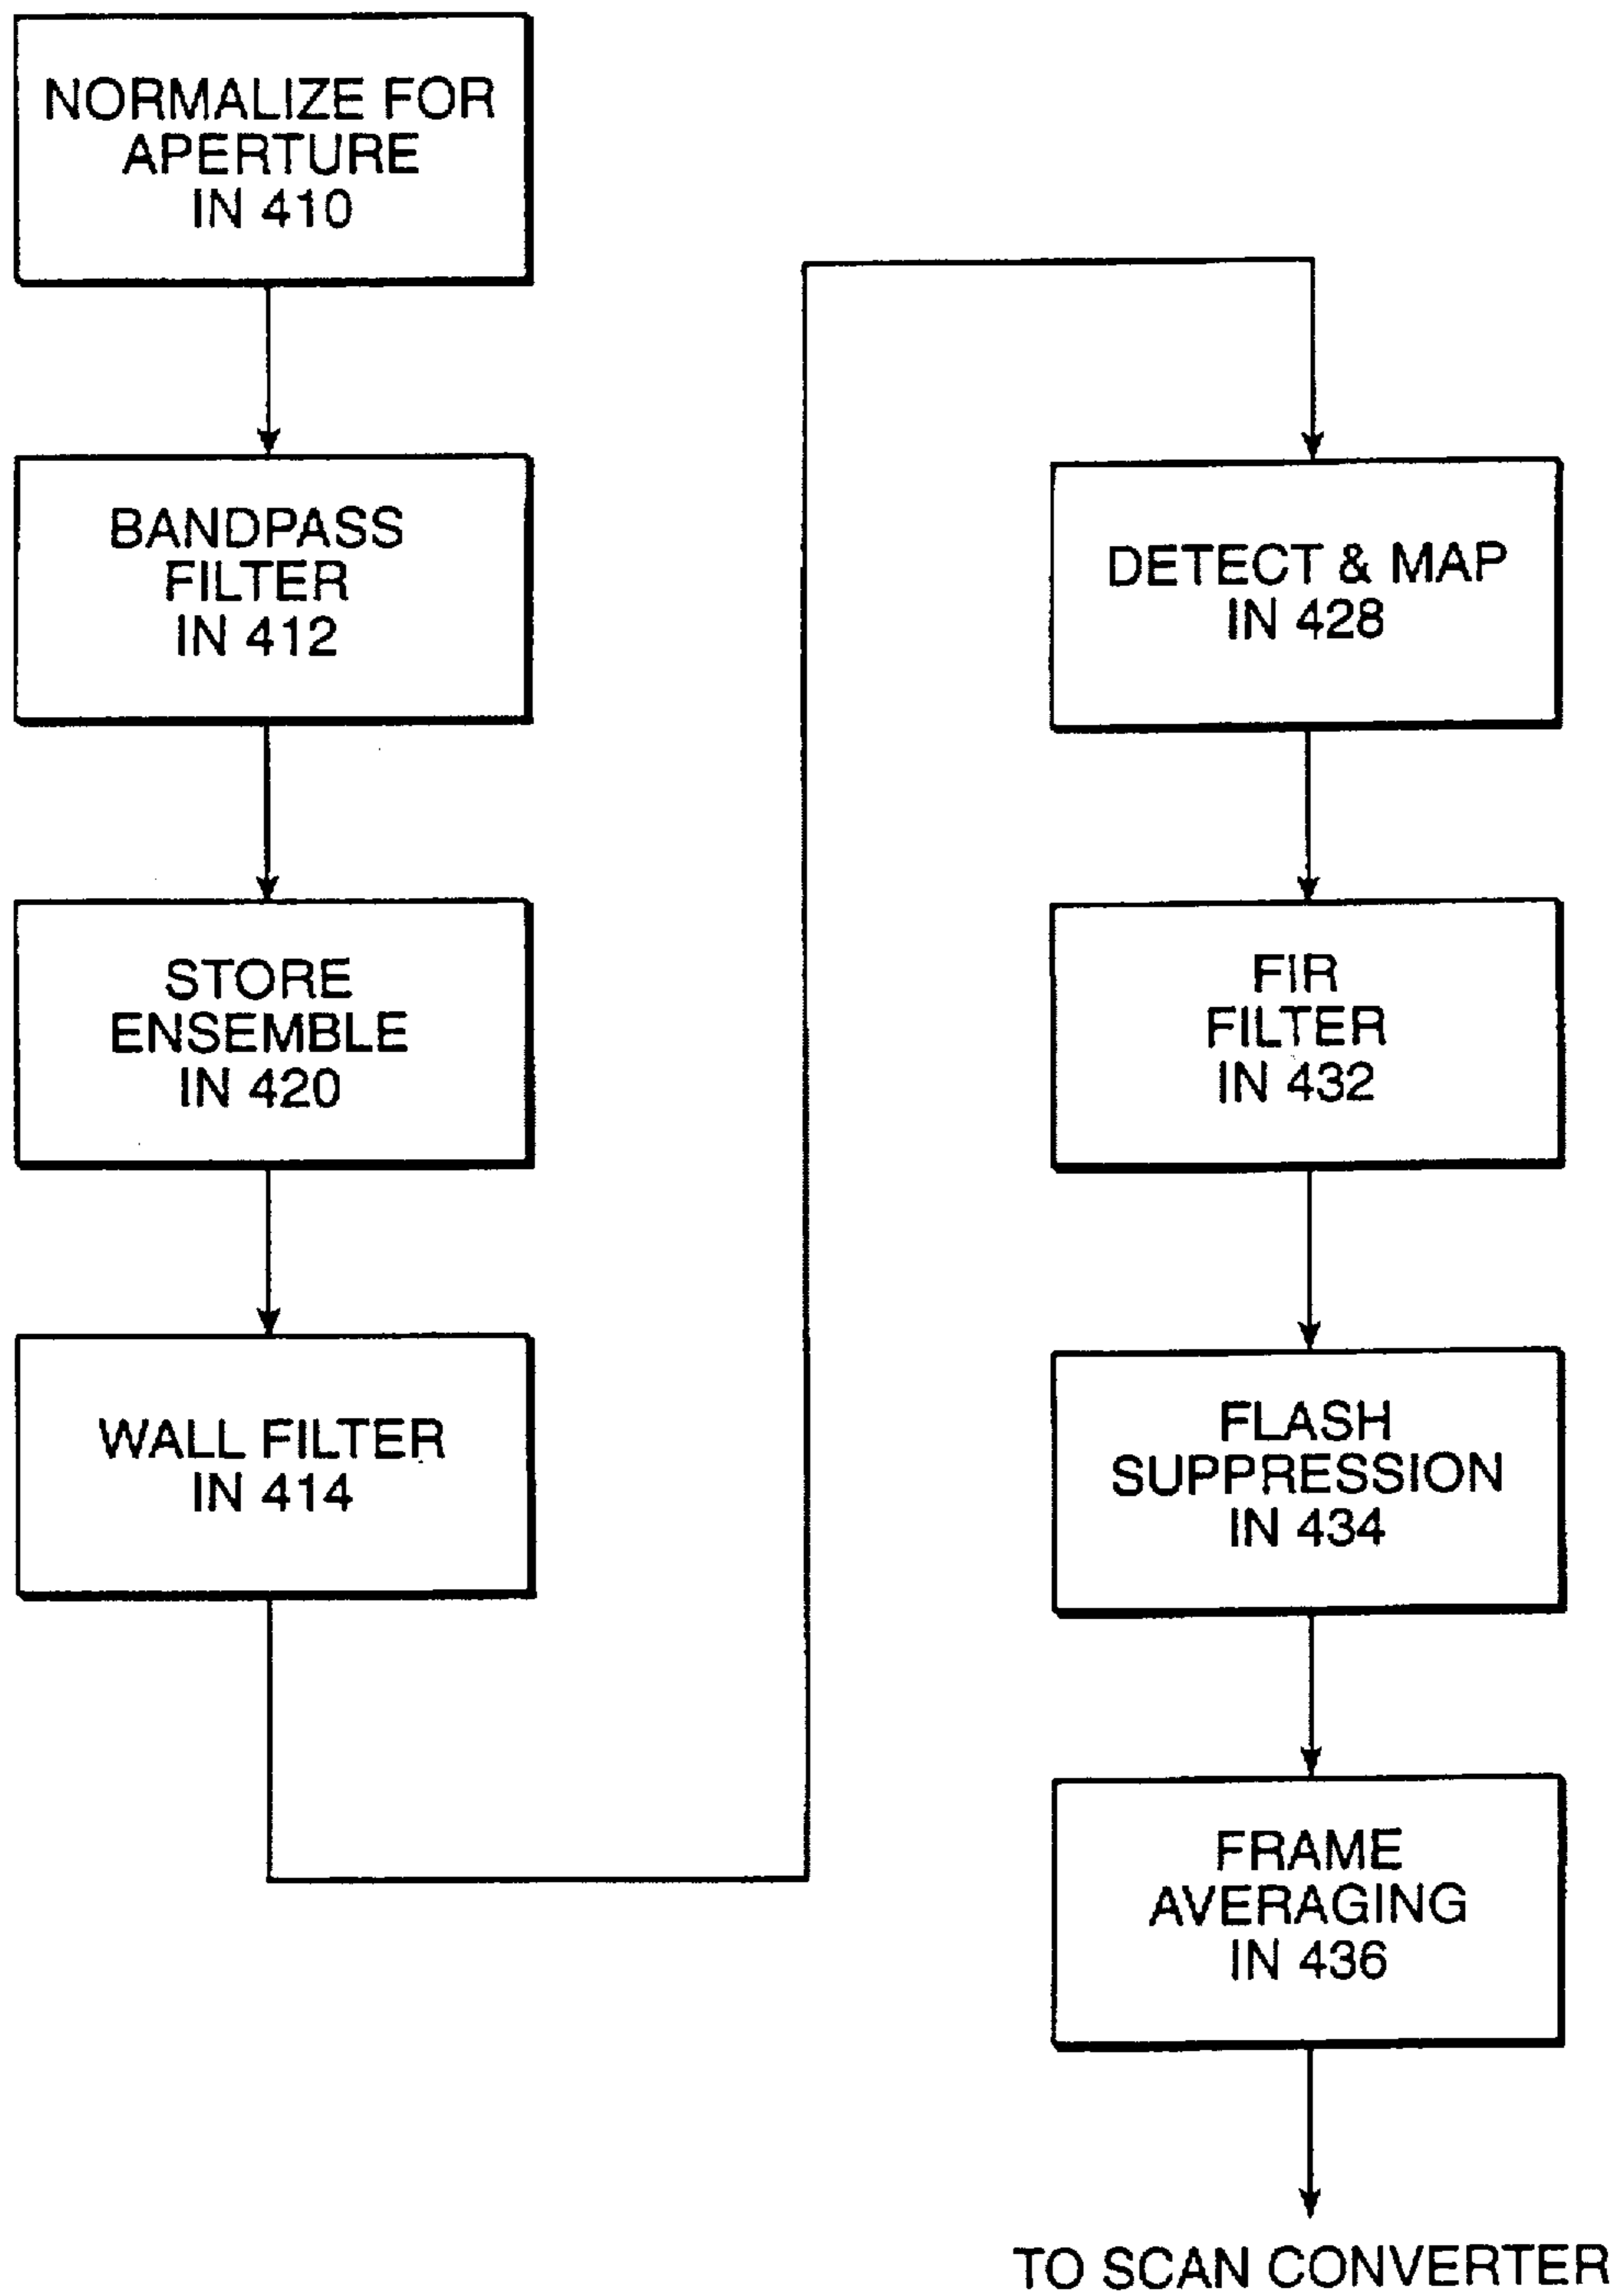 NORMALIZE FOR
APERTURE
IN 410
BANDPASS
FILTER
IN 412
STORE
ENSEMBLE
IN 420
WALL FILTER
IN 414
DETECT & MAP
IN 428
FIR
FILTER
IN 432
FLASH
SUPPRESSION
IN 434
FRAME
AVERAGING
IN 436
TO SCAN CONVERTER